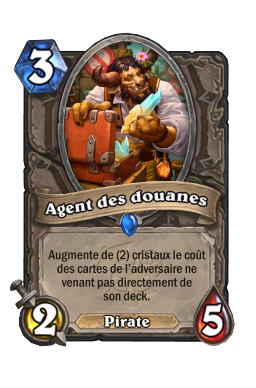 3
Agent des douanes
Augmente de (2) cristaux le coût
des cartes de l’adversaire ne
venant pas directement de
son deck.
2
Pirate
5